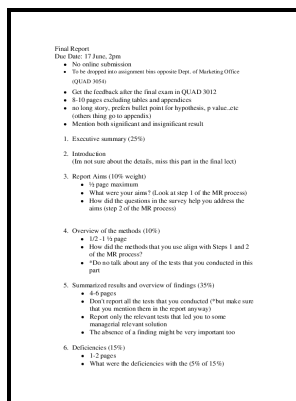 Final Report
Due Date: 17 June, 2pm
• No online submission
• To be dropped into assignment bins opposite Dept. of Marketing Office
(QUAD 3054)
• Get the feedback after the final exam in QUAD 3012
• 8-10 pages excluding tables and appendices
• no long story, prefers bullet point for hypothesis, p value..etc
(others thing go to appendix)
• Mention both significant and insignificant result
1. Executive summary (25%)
2. Introduction
(Im not sure about the details, miss this part in the final lect)
3. Report Aims (10% weight)
• ½ page maximum
• What were your aims? (Look at step 1 of the MR process)
• How did the questions in the survey help you address the
aims (step 2 of the MR process)
4. Overview of the methods (10%)
• 1/2 -1 ½ page
• How did the methods that you use align with Steps 1 and 2
of the MR process?
• *Do no talk about any of the tests that you conducted in this
part
5. Summarized results and overview of findings (35%)
• 4-6 pages
• Don't report all the tests that you conducted (*but make sure
that you mention them in the report anyway)
• Report only the relevant tests that led you to some
managerial relevant solution
• The absence of a finding might be very important too
6. Deficiencies (15%)
• 1-2 pages
• What were the deficiencies with the (5% of 15%)